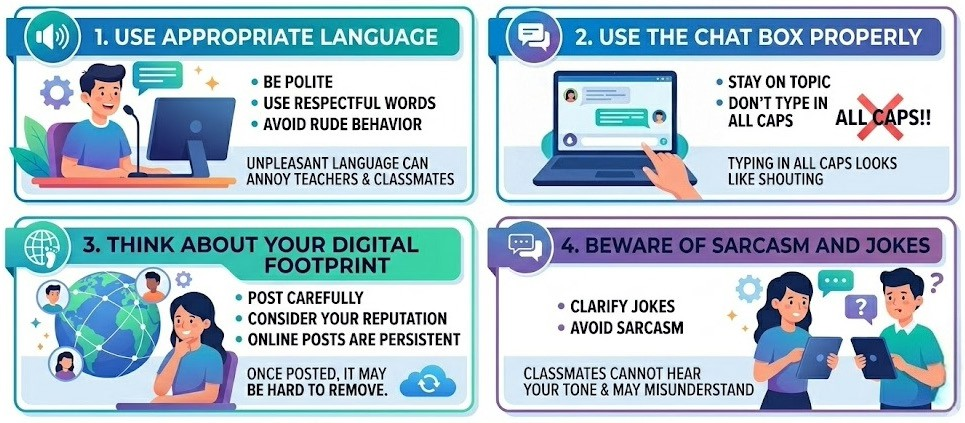 1. USE APPROPRIATE LANGUAGE
• BE POLITE
• USE RESPECTFUL WORDS
• AVOID RUDE BEHAVIOR
UNPLEASANT LANGUAGE CAN
ANNOY TEACHERS & CLASSMATES
2. USE THE CHAT BOX PROPERLY
• STAY ON TOPIC
• DON'T TYPE IN
ALL CAPS
ALL CAPS!!
TYPING IN ALL CAPS LOOKS
LIKE SHOUTING
3. THINK ABOUT YOUR DIGITAL
FOOTPRINT
• POST CAREFULLY
• CONSIDER YOUR REPUTATION
• ONLINE POSTS ARE PERSISTENT
ONCE POSTED, IT MAY
BE HARD TO REMOVE.
4. BEWARE OF SARCASM AND JOKES
• CLARIFY JOKES
• AVOID SARCASM
?
?
?
CLASSMATES CANNOT HEAR
YOUR TONE & MAY MISUNDERSTAND